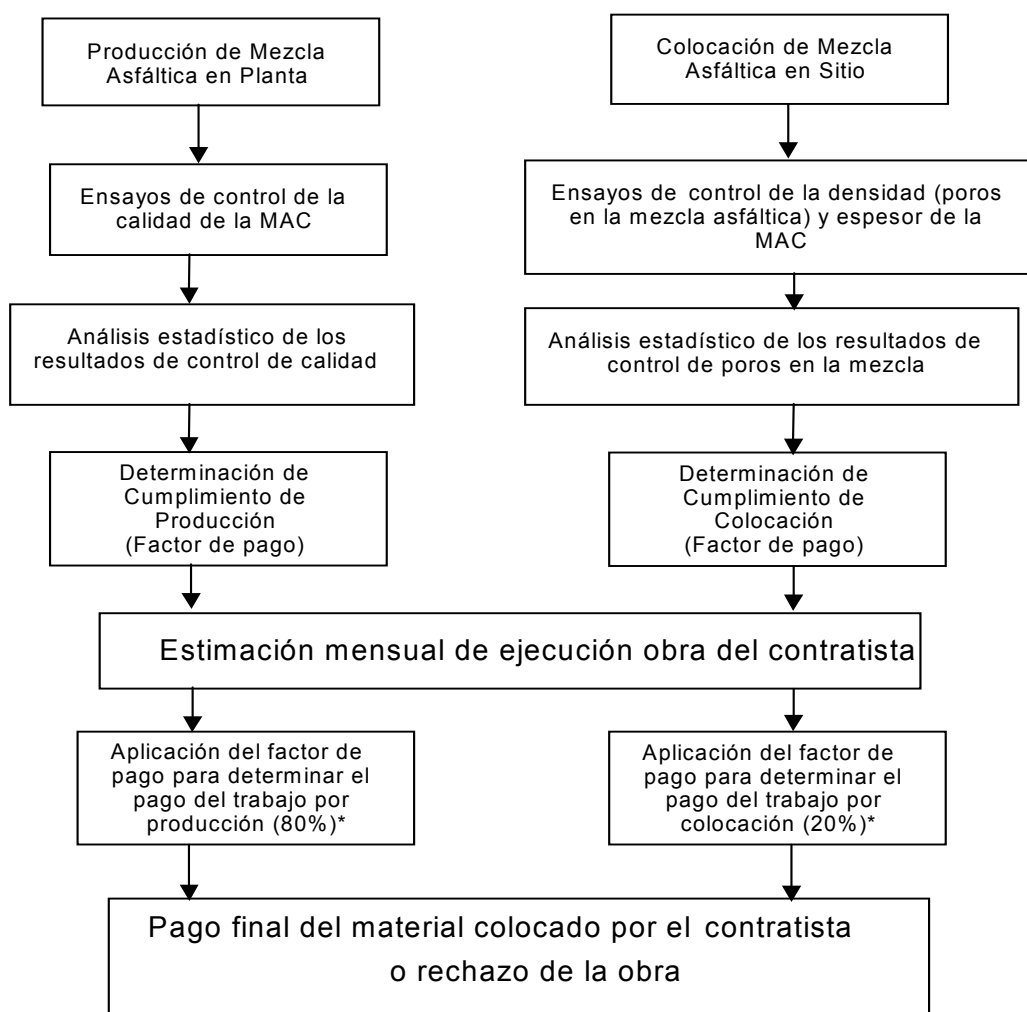 Producción de Mezcla
Asfáltica en Planta
Colocación de Mezcla
Asfáltica en Sitio
Ensayos de control de la
calidad de la MAC
Ensayos de control de la densidad (poros
en la mezcla asfáltica) y espesor de la
MAC
Análisis estadístico de los
resultados de control de calidad
Análisis estadístico de los resultados de
control de poros en la mezcla
Determinación de
Cumplimiento de
Producción
(Factor de pago)
Determinación de
Cumplimiento de
Colocación
(Factor de pago)
Estimación mensual de ejecución obra del contratista
Aplicación del factor de
pago para determinar el
pago del trabajo por
producción (80%)*
Aplicación del factor de
pago para determinar el
pago del trabajo por
colocación (20%)*
Pago final del material colocado por el contratista
o rechazo de la obra